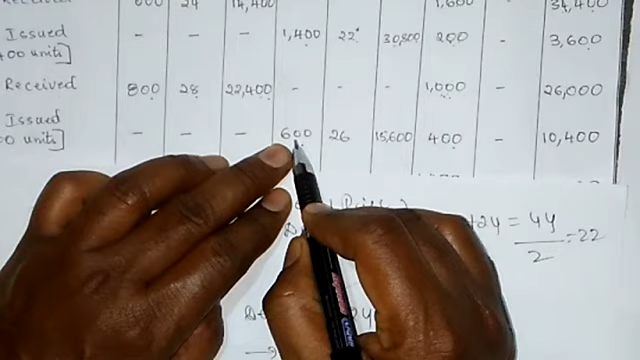 600 24 14,400 1,600 34,400
Issued - - - 1,400 22 30,800 200 - 3,600
400 units]
Received 800 28 22,400 - - - 1,000 - 26,000
Issued - - - 600 26 15,600 400 - 10,400
0 units]
+24 = 44/2 = 22